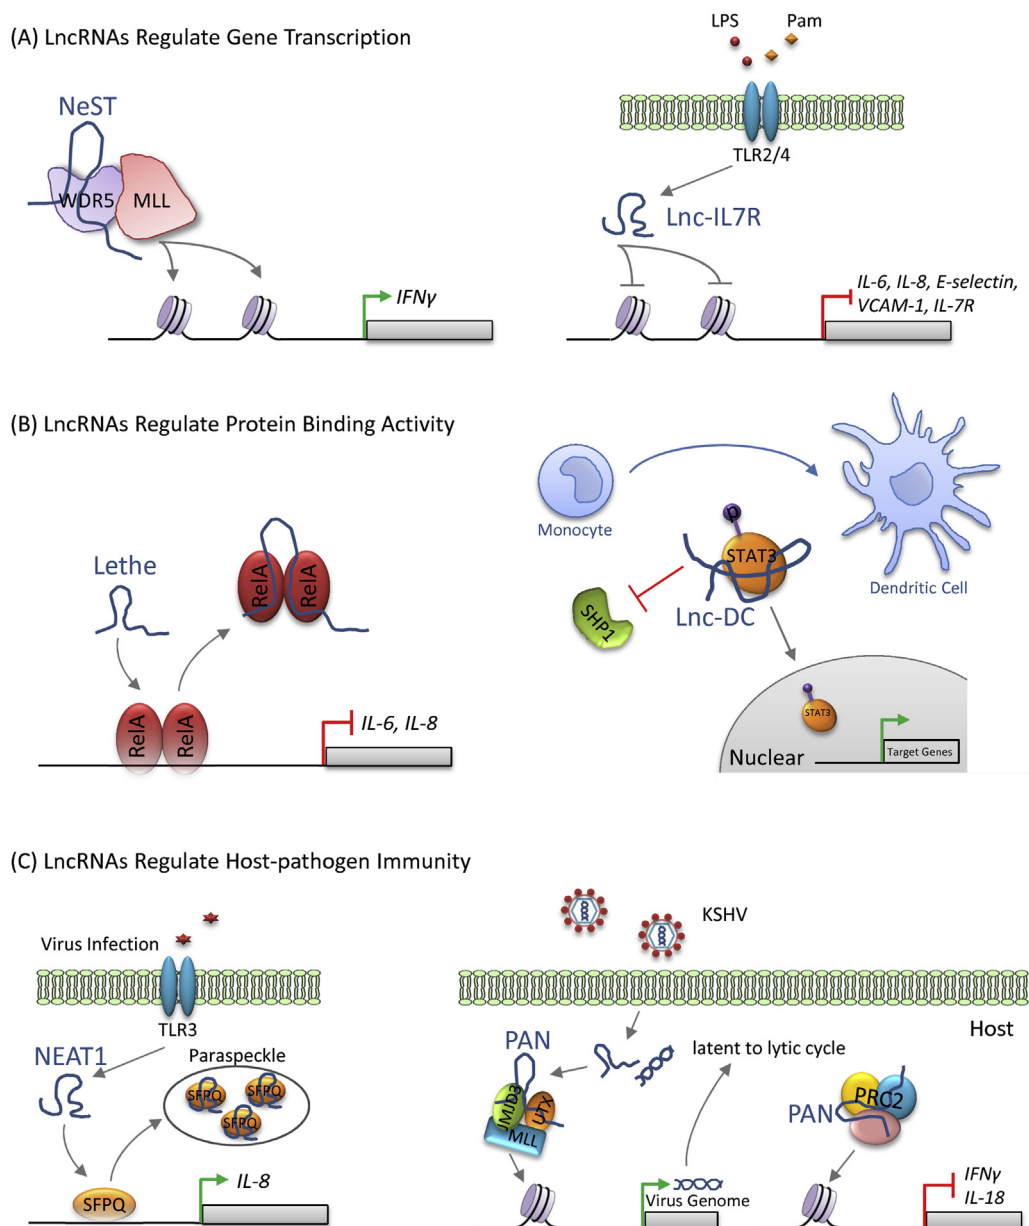 (A) LncRNAs Regulate Gene Transcription
LPS
Pam
NeST
WDR5
MLL
TLR2/4
Lnc-IL7R
IFNγ
IL-6, IL-8, E-selectin,
VCAM-1, IL-7R
(B) LncRNAs Regulate Protein Binding Activity
Monocyte
Dendritic Cell
Lethe
RelA
RelA
p
STAT3
Lnc-DC
SHP1
RelA
RelA
IL-6, IL-8
STAT3
Nuclear
Target Genes
(C) LncRNAs Regulate Host-pathogen Immunity
Virus Infection
TLR3
NEAT1
Paraspeckle
SFPQ
SFPQ
SFPQ
SFPQ
IL-8
KSHV
Host
PAN
latent to lytic cycle
JMJD3
UTX
MLL
PRC2
PAN
Virus Genome
IFNγ
IL-18